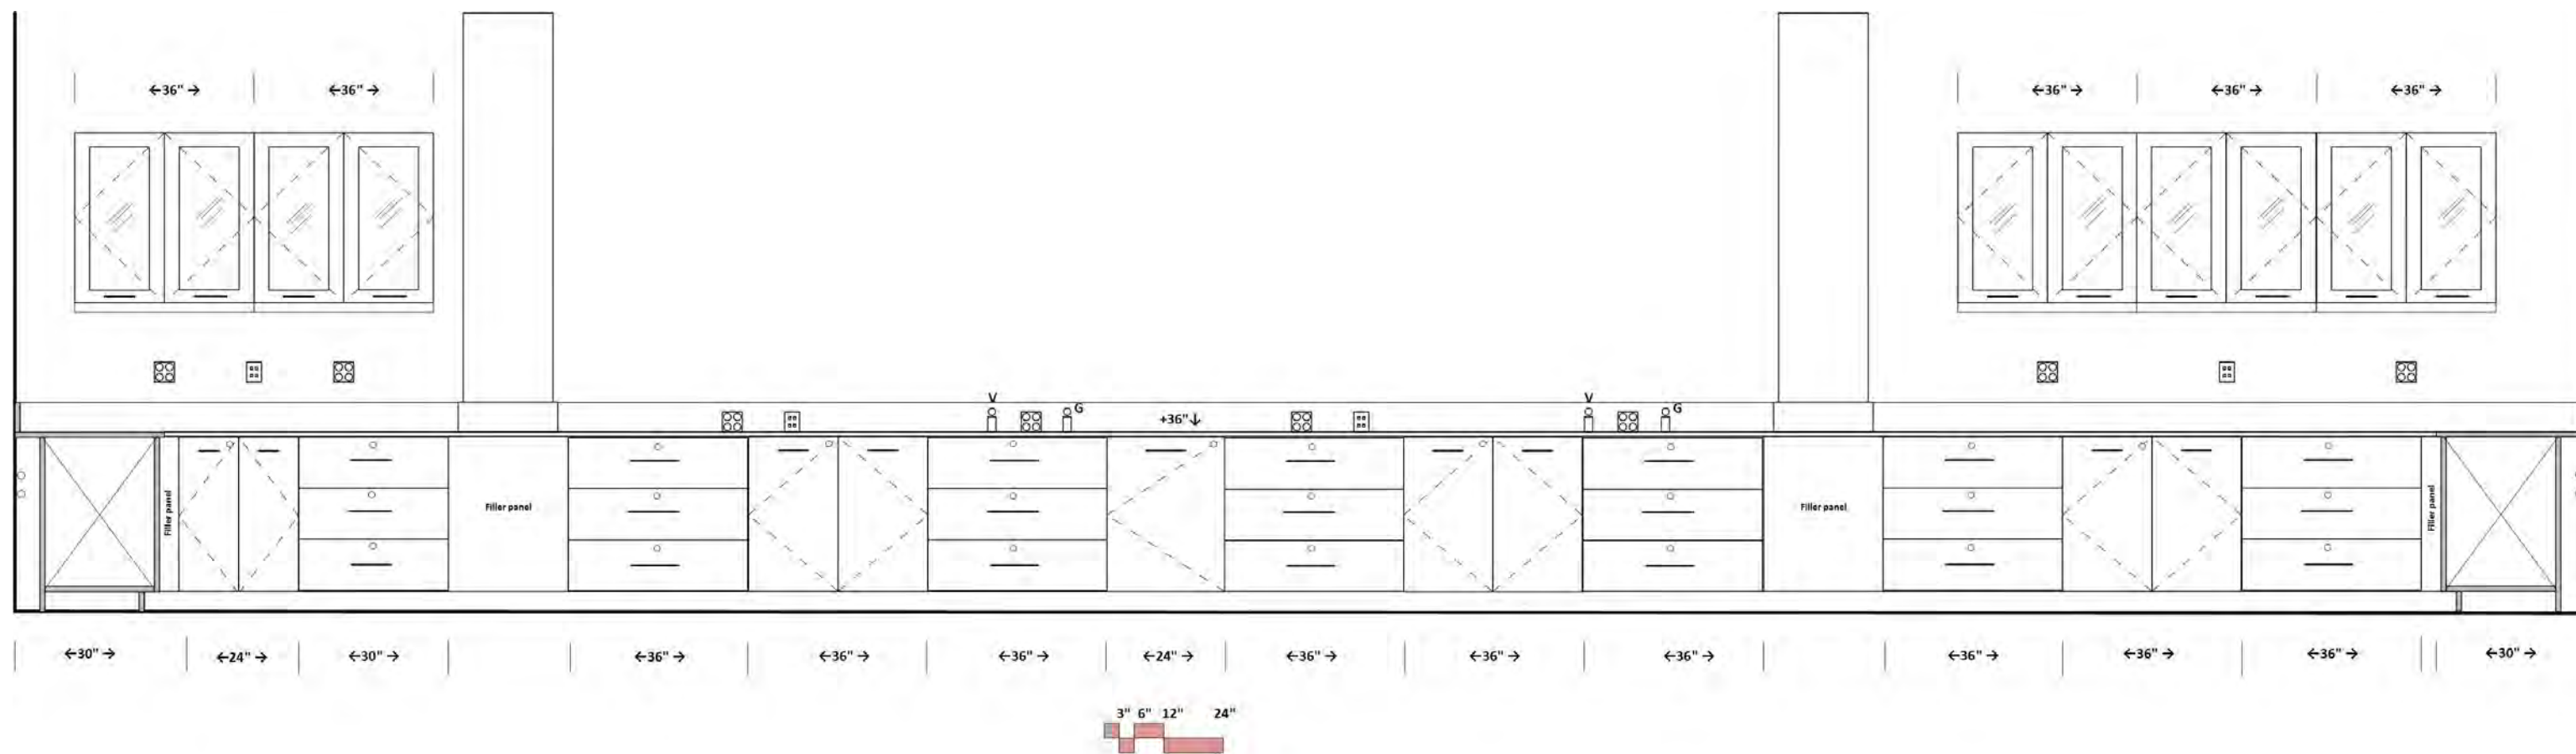 ←36" → ←36" → ←36" → ←36" → ←36" →
V G +36"↓ V G
Filler panel Filler panel Filler panel Filler panel
←30" → ←24" → ←30" → ←36" → ←36" → ←36" → ←24" → ←36" → ←36" → ←36" → ←36" → ←36" → ←36" → ←30" →
3" 6" 12" 24"